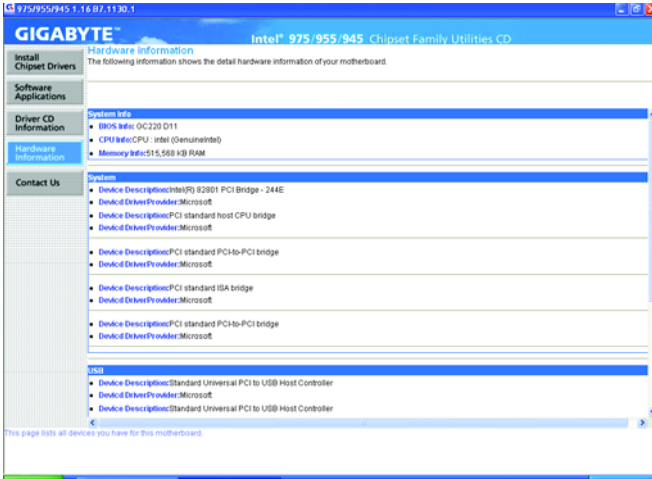 975/955/945 1.16 B7.1130.1
GIGABYTE™
Intel® 975/955/945 Chipset Family Utilities CD
Install
Chipset Drivers
Software
Applications
Driver CD
Information
Hardware
Information
Contact Us
Hardware information
The following information shows the detail hardware information of your motherboard.
System info
BIOS Info: GC220 D11
CPU Info:CPU : intel (GenuineIntel)
Memory Info:515,568 KB RAM
System
Device Description:Intel(R) 82801 PCI Bridge - 244E
Deviced DriverProvider:Microsoft
Device Description:PCI standard host CPU bridge
Deviced DriverProvider:Microsoft
Device Description:PCI standard PCI-to-PCI bridge
Deviced DriverProvider:Microsoft
Device Description:PCI standard ISA bridge
Deviced DriverProvider:Microsoft
Device Description:PCI standard PCI-to-PCI bridge
Deviced DriverProvider:Microsoft
USB
Device Description:Standard Universal PCI to USB Host Controller
Deviced DriverProvider:Microsoft
Device Description:Standard Universal PCI to USB Host Controller
This page lists all devices you have for this motherboard.